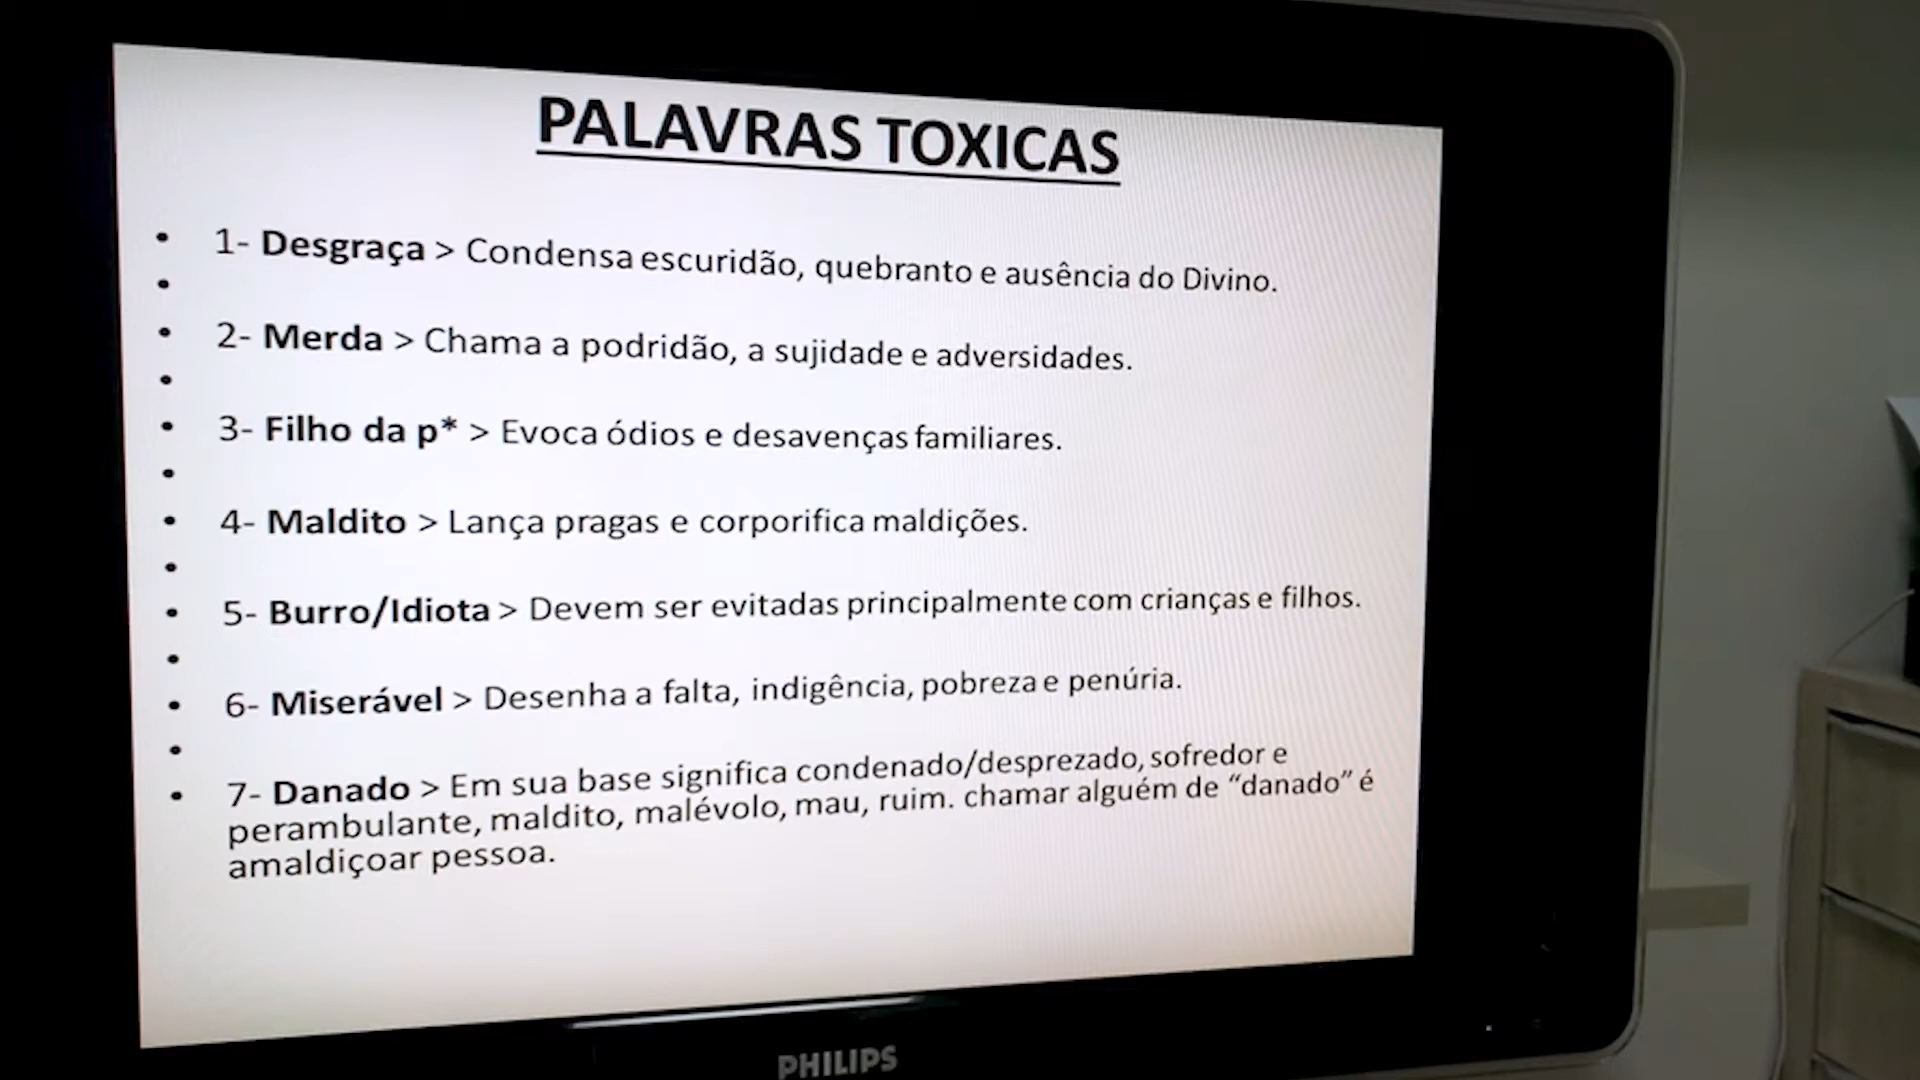 PALAVRAS TOXICAS
• 1- Desgraça > Condensa escuridão, quebranto e ausência do Divino.
•
• 2- Merda > Chama a podridão, a sujidade e adversidades.
•
• 3- Filho da p* > Evoca ódios e desavenças familiares.
•
• 4- Maldito > Lança pragas e corporifica maldições.
•
• 5- Burro/Idiota > Devem ser evitadas principalmente com crianças e filhos.
•
• 6- Miserável > Desenha a falta, indigência, pobreza e penúria.
•
• 7- Danado > Em sua base significa condenado/desprezado, sofredor e
perambulante, maldito, malévolo, mau, ruim. chamar alguém de “danado” é
amaldiçoar pessoa.
PHILIPS